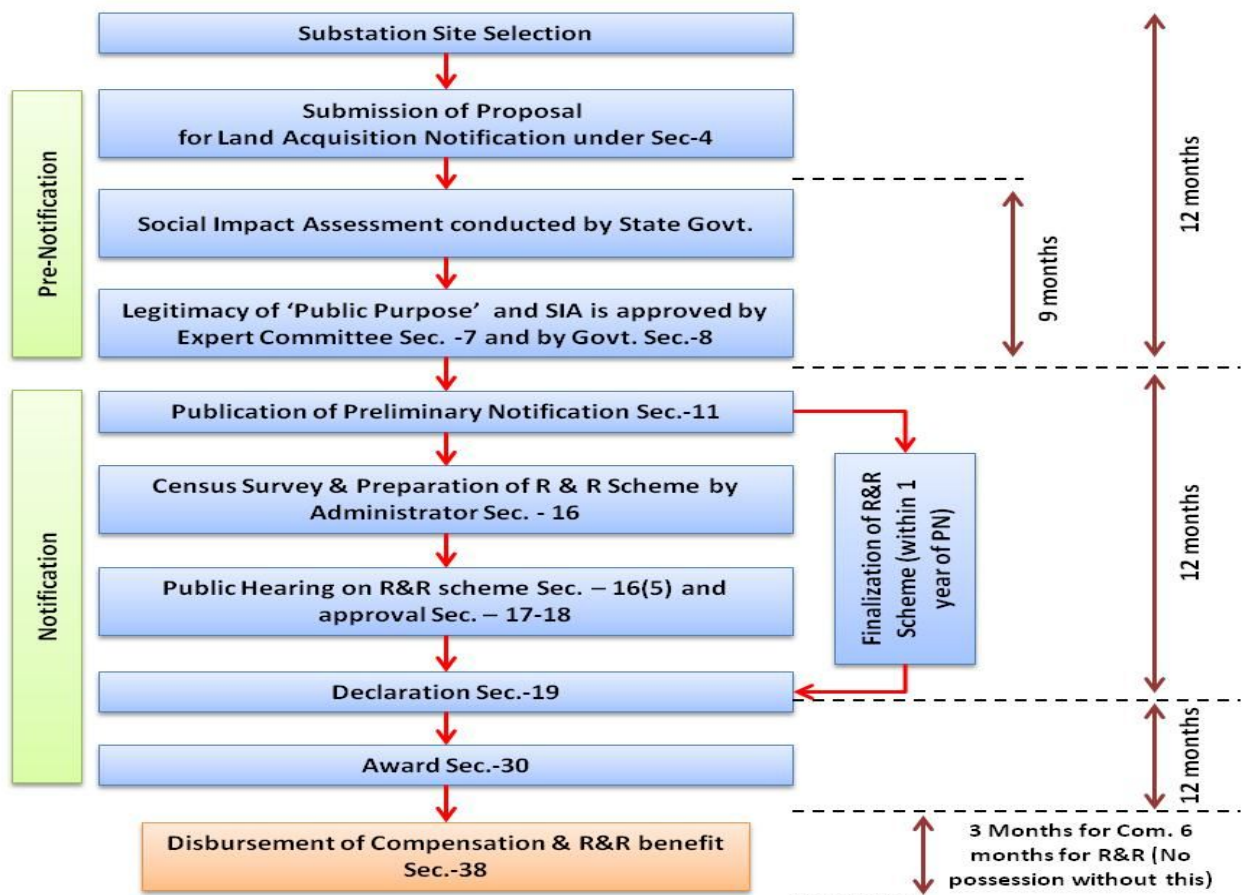 Substation Site Selection
Pre-Notification
Submission of Proposal
for Land Acquisition Notification under Sec-4
Social Impact Assessment conducted by State Govt.
Legitimacy of ‘Public Purpose’ and SIA is approved by
Expert Committee Sec. -7 and by Govt. Sec.-8
9 months
12 months
Notification
Publication of Preliminary Notification Sec.-11
Census Survey & Preparation of R & R Scheme by
Administrator Sec. - 16
Public Hearing on R&R scheme Sec. – 16(5) and
approval Sec. – 17-18
Declaration Sec.-19
Finalization of R&R
Scheme (within 1
year of PN)
12 months
Award Sec.-30
12 months
Disbursement of Compensation & R&R benefit
Sec.-38
3 Months for Com. 6
months for R&R (No
possession without this)